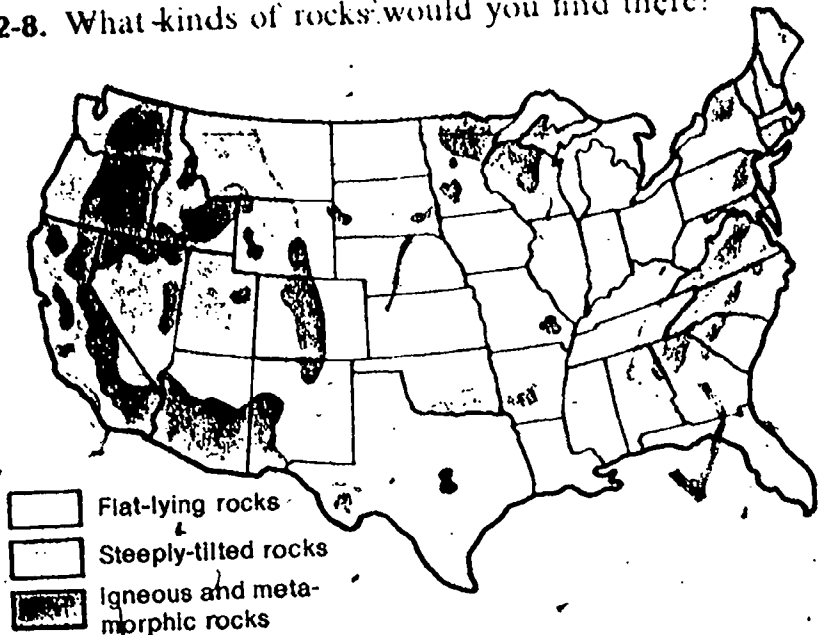 2-8. What kinds of rocks would you find there?
Flat-lying rocks
Steeply-tilted rocks
Igneous and meta-
morphic rocks